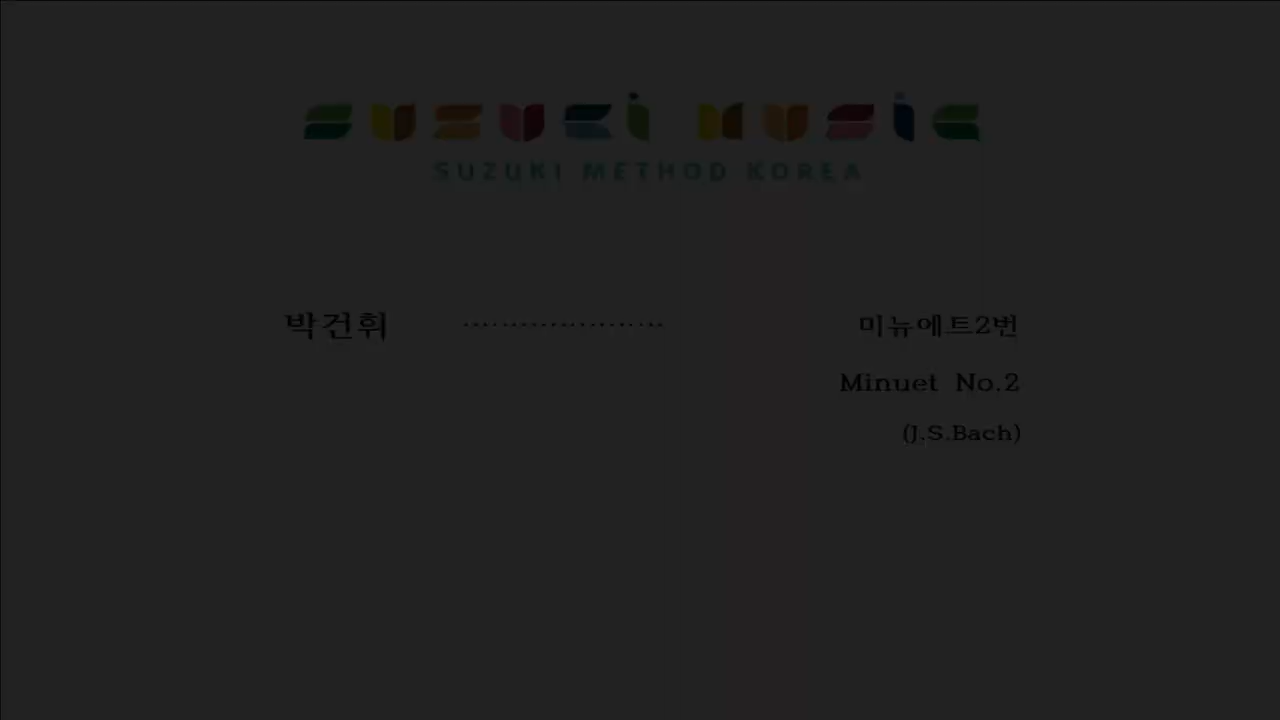 suzuki music
SUZUKI METHOD KOREA
박건휘 ...................... 미뉴에트2번
Minuet No.2
(J.S.Bach)